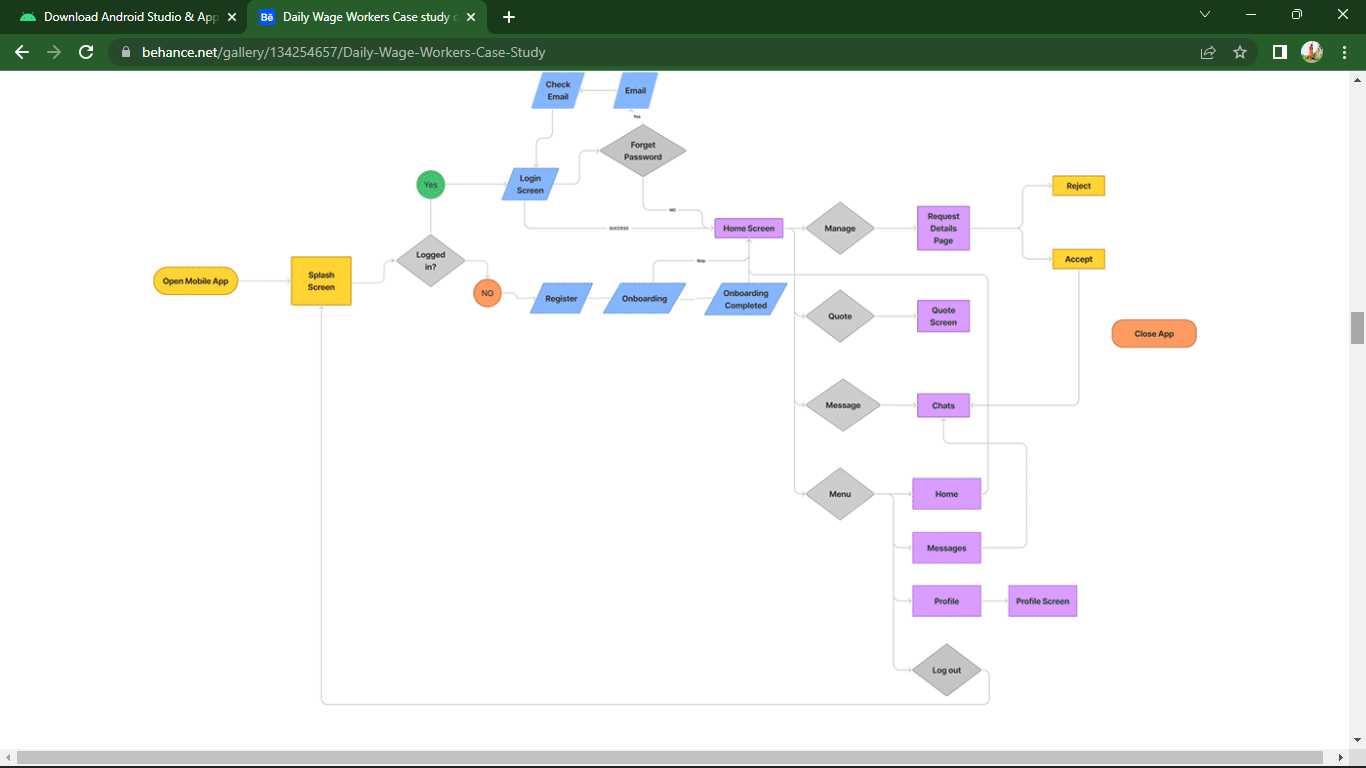 Download Android Studio & App
Bē
Daily Wage Workers Case study
behance.net/gallery/134254657/Daily-Wage-Workers-Case-Study
Check
Email
Email
Yes
Forget
Password
Yes
Login
Screen
NO
SUCCESS
Home Screen
Manage
Request
Details
Page
Reject
Accept
Logged
in?
Open Mobile App
Splash
Screen
Skip
NO
Register
Onboarding
Onboarding
Completed
Quote
Quote
Screen
Close App
Message
Chats
Menu
Home
Messages
Profile
Profile Screen
Log out